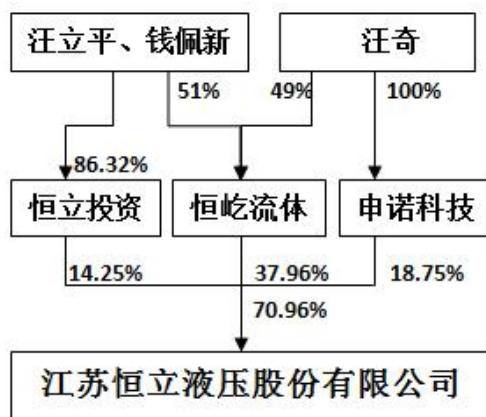 汪立平、钱佩新
汪奇
51%
49%
100%
86.32%
恒立投资
恒屹流体
申诺科技
14.25%
37.96%
18.75%
70.96%
江苏恒立液压股份有限公司